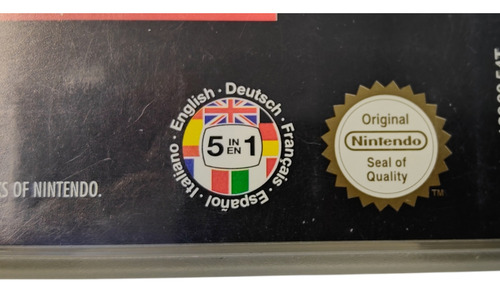 English · Deutsch · Français · Español · Italiano ·
5 IN EN 1
Original
Nintendo
Seal of
Quality
TM
OF NINTENDO.